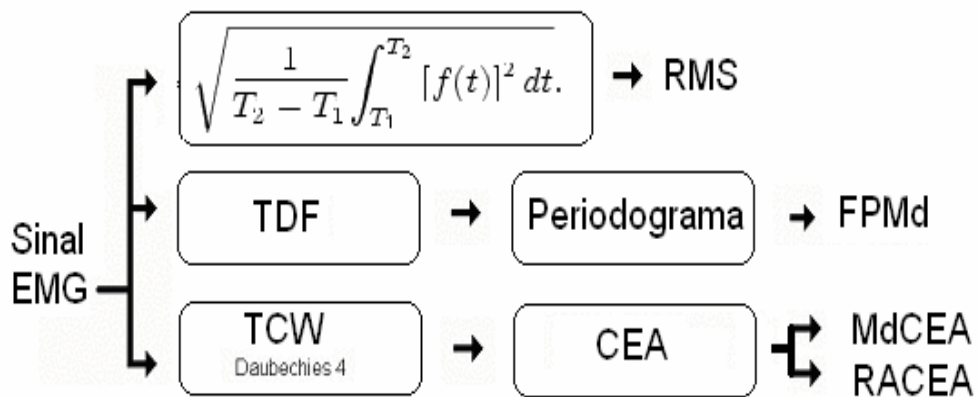 √(1/(T₂ − T₁) ∫_{T₁}^{T₂} [f(t)]² dt).
RMS
TDF
Periodograma
FPMd
Sinal
EMG
TCW
Daubechies 4
CEA
MdCEA
RACEA